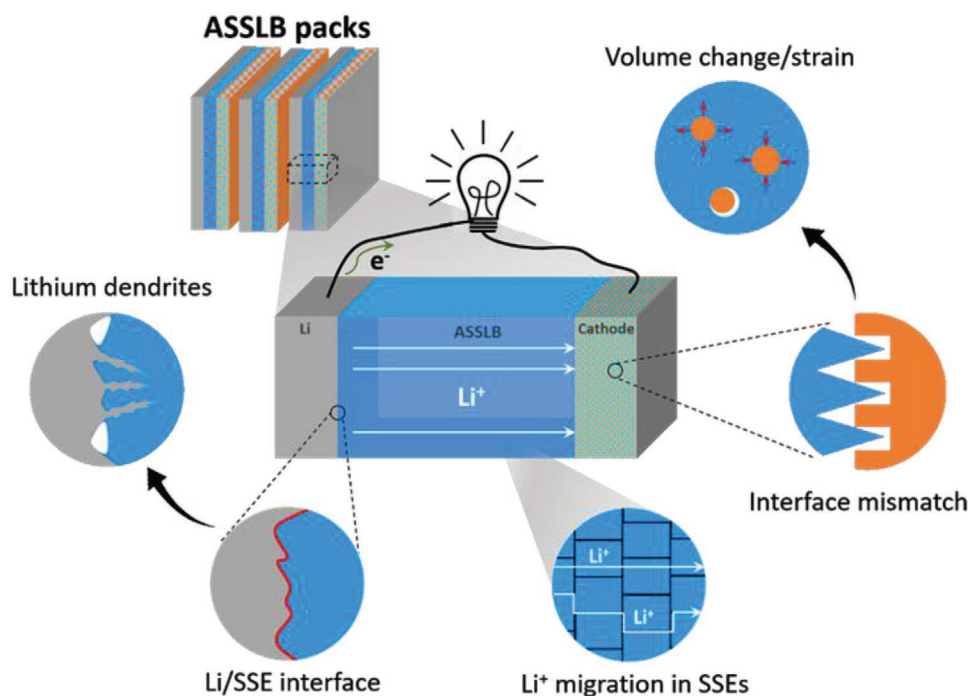 ASSLB packs
Volume change/strain
e⁻
Lithium dendrites
Li
ASSLB
Cathode
Li⁺
Interface mismatch
Li⁺
Li⁺
Li/SSE interface
Li⁺ migration in SSEs